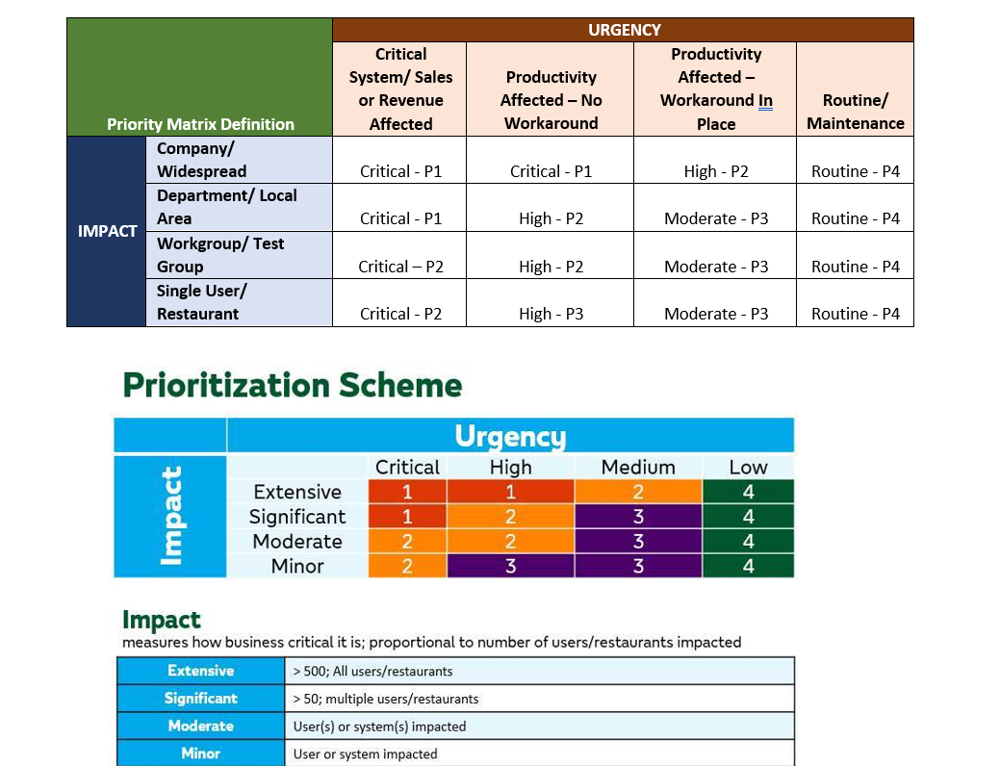 URGENCY
Priority Matrix Definition
Critical
System/ Sales
or Revenue
Affected
Productivity
Affected – No
Workaround
Productivity
Affected –
Workaround In
Place
Routine/
Maintenance
IMPACT
Company/
Widespread
Critical - P1
Critical - P1
High - P2
Routine - P4
Department/ Local
Area
Critical - P1
High - P2
Moderate - P3
Routine - P4
Workgroup/ Test
Group
Critical – P2
High - P2
Moderate - P3
Routine - P4
Single User/
Restaurant
Critical - P2
High - P3
Moderate - P3
Routine - P4
Prioritization Scheme
Urgency
Impact
Critical High Medium Low
Extensive 1 1 2 4
Significant 1 2 3 4
Moderate 2 2 3 4
Minor 2 3 3 4
Impact
measures how business critical it is; proportional to number of users/restaurants impacted
Extensive > 500; All users/restaurants
Significant > 50; multiple users/restaurants
Moderate User(s) or system(s) impacted
Minor User or system impacted